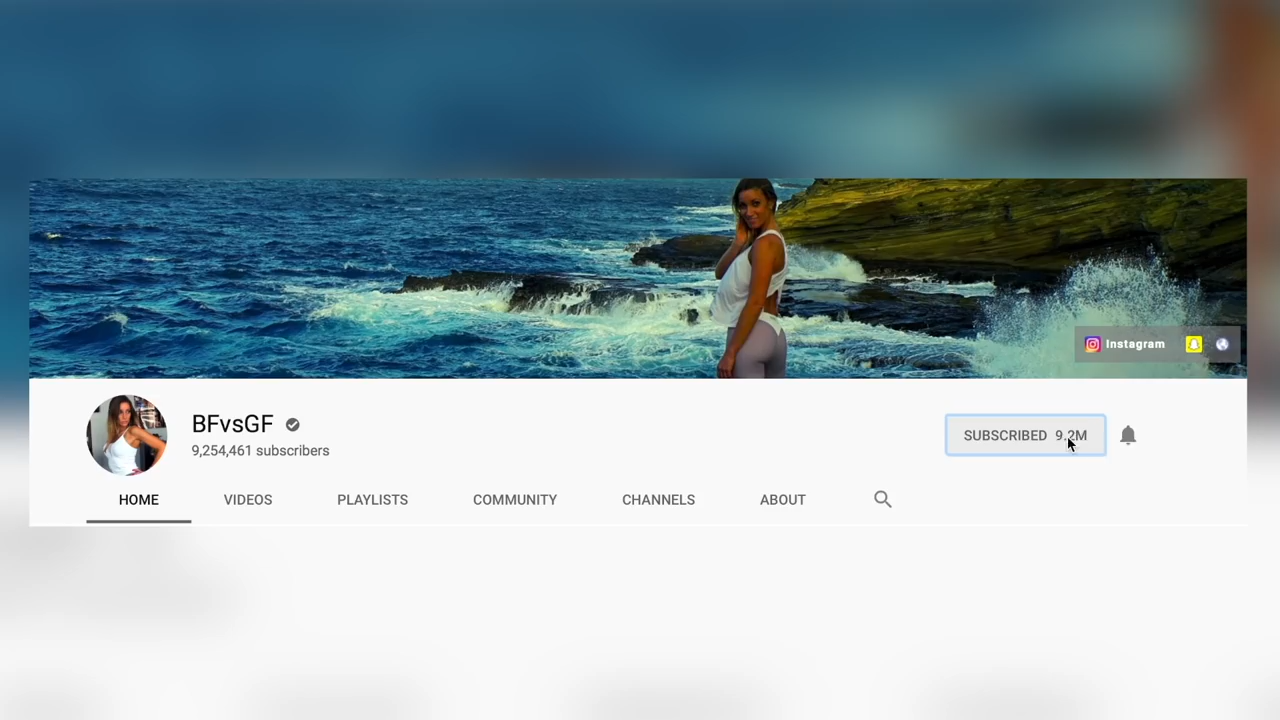 Instagram
BFvsGF
9,254,461 subscribers
SUBSCRIBED 9.2M
HOME VIDEOS PLAYLISTS COMMUNITY CHANNELS ABOUT